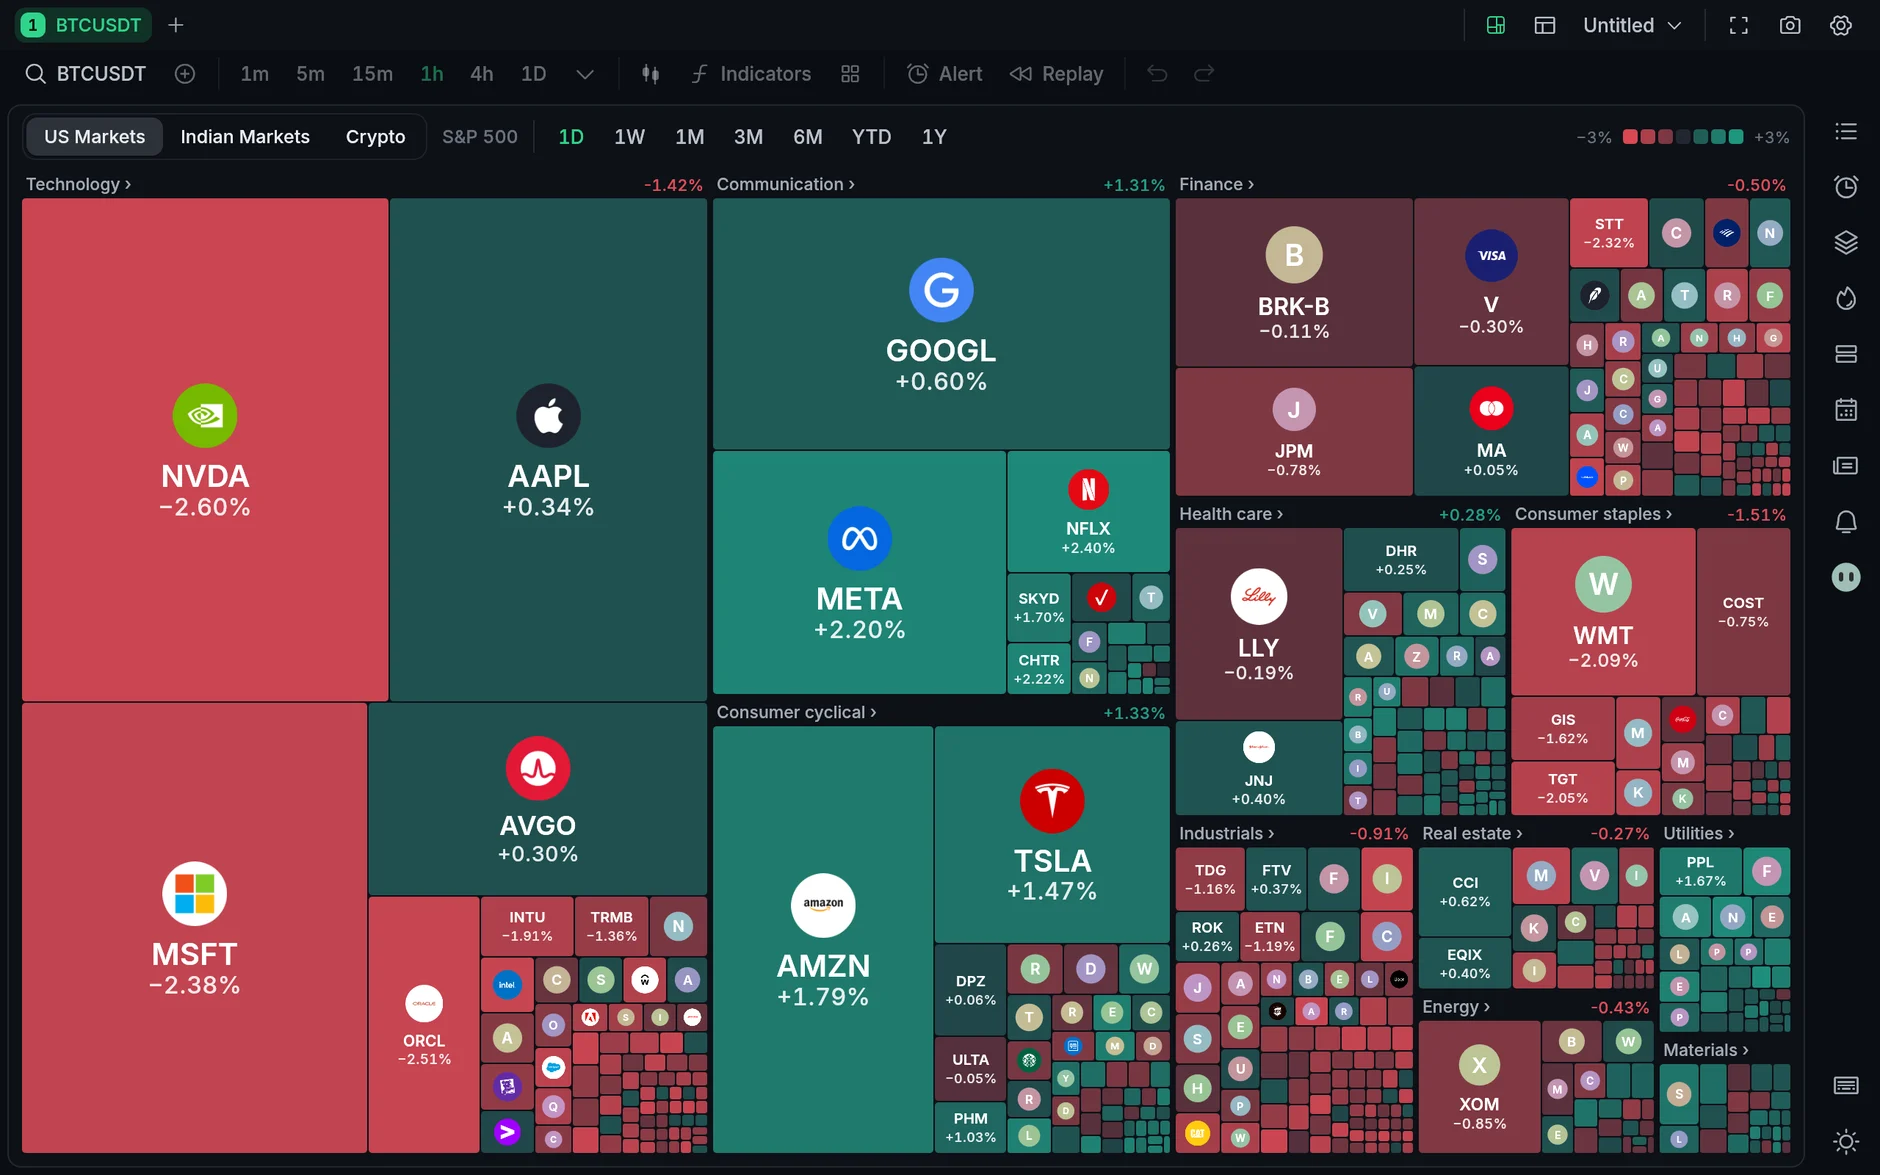 1 BTCUSDT
Untitled
BTCUSDT 1m 5m 15m 1h 4h 1D Indicators Alert Replay
US Markets Indian Markets Crypto S&P 500 1D 1W 1M 3M 6M YTD 1Y −3% +3%
Technology › -1.42%
NVDA
−2.60%
AAPL
+0.34%
MSFT
−2.38%
AVGO
+0.30%
ORACLE
ORCL
−2.51%
INTU
−1.91%
TRMB
−1.36%
N
intel
C
S
W
A
A
O
S
I
Q
C
Communication › +1.31%
G
GOOGL
+0.60%
META
+2.20%
N
NFLX
+2.40%
SKYD
+1.70%
T
CHTR
+2.22%
F
N
Consumer cyclical › +1.33%
amazon
AMZN
+1.79%
TSLA
+1.47%
DPZ
+0.06%
R
D
W
T
R
E
C
ULTA
−0.05%
M
D
R
Y
D
PHM
+1.03%
L
Finance › -0.50%
B
BRK-B
−0.11%
VISA
V
−0.30%
J
JPM
−0.78%
MA
+0.05%
STT
−2.32%
C
N
A
T
R
F
H
R
A
N
H
G
J
C
U
C
G
A
W
A
P
Health care › +0.28%
Lilly
LLY
−0.19%
JNJ
+0.40%
DHR
+0.25%
S
V
M
C
A
Z
R
A
R
U
B
I
T
Consumer staples › -1.51%
W
WMT
−2.09%
COST
−0.75%
GIS
−1.62%
M
C
TGT
−2.05%
K
M
K
Industrials › -0.91%
TDG
−1.16%
FTV
+0.37%
F
I
ROK
+0.26%
ETN
−1.19%
F
C
J
A
N
B
E
L
A
R
S
E
H
U
P
CAT
W
Real estate › -0.27%
CCI
+0.62%
M
V
I
EQIX
+0.40%
K
C
I
Energy › -0.43%
X
XOM
−0.85%
B
W
M
C
E
Utilities ›
PPL
+1.67%
F
A
N
E
L
P
P
E
P
Materials ›
S
L